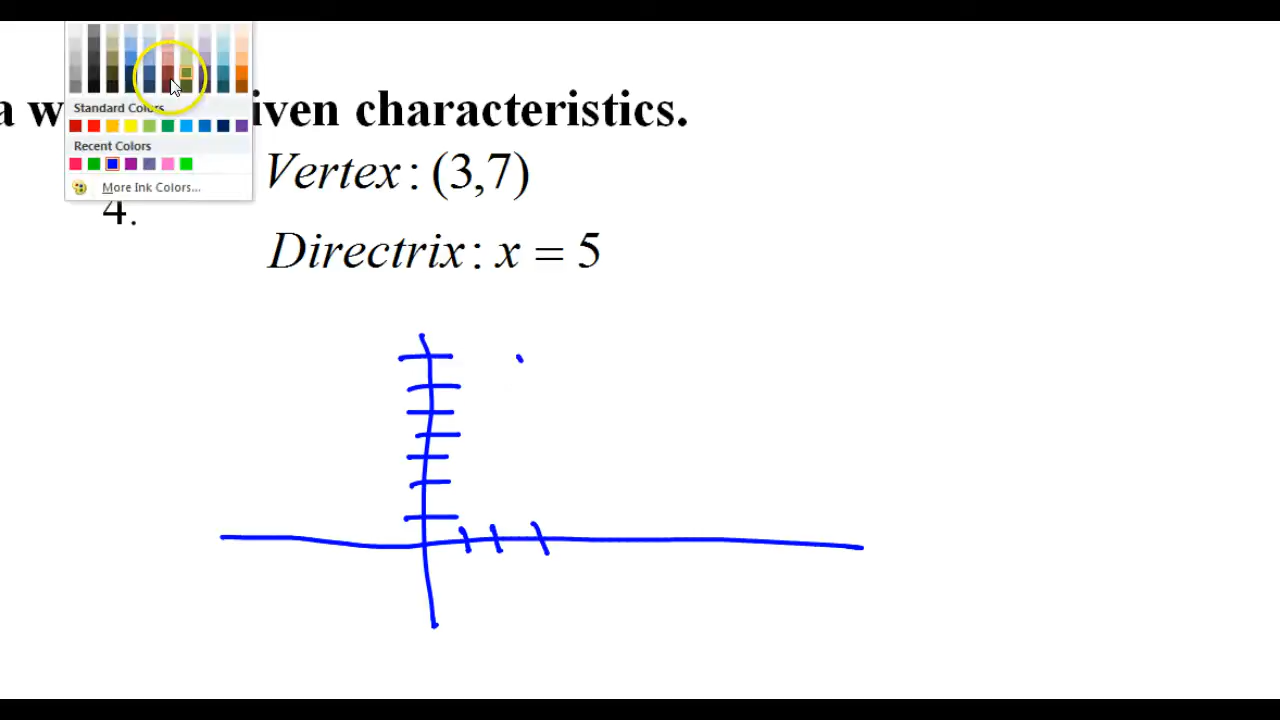 Standard Colors
Recent Colors
More Ink Colors...
a w iven characteristics.
Vertex: (3,7)
4.
Directrix: x = 5